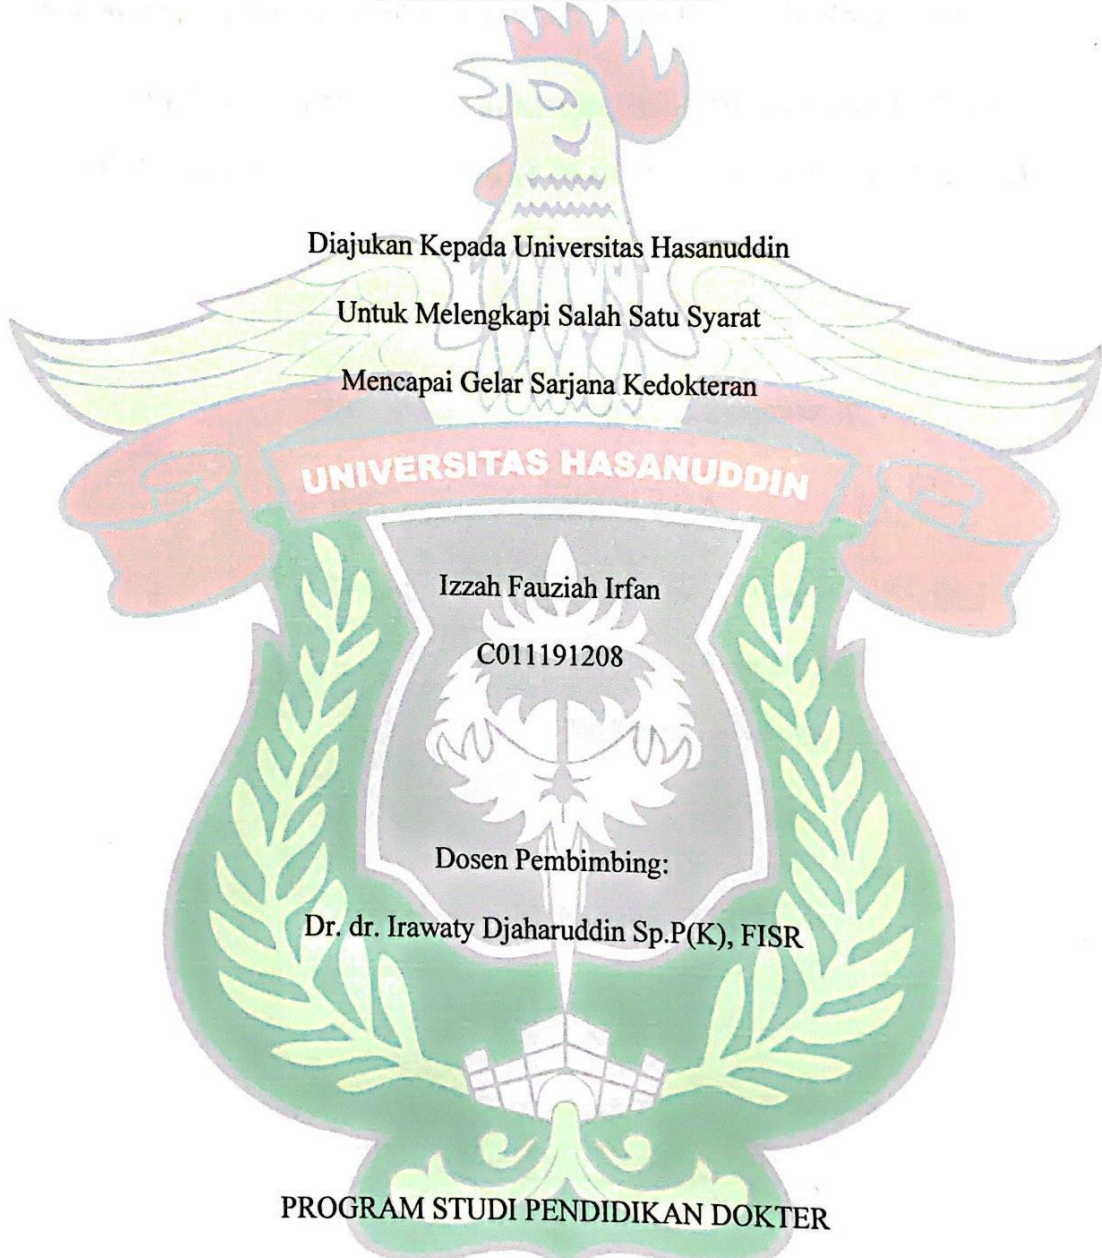 Diajukan Kepada Universitas Hasanuddin
Untuk Melengkapi Salah Satu Syarat
Mencapai Gelar Sarjana Kedokteran
UNIVERSITAS HASANUDDIN
Izzah Fauziah Irfan
C011191208
Dosen Pembimbing:
Dr. dr. Irawaty Djaharuddin Sp.P(K), FISR
PROGRAM STUDI PENDIDIKAN DOKTER